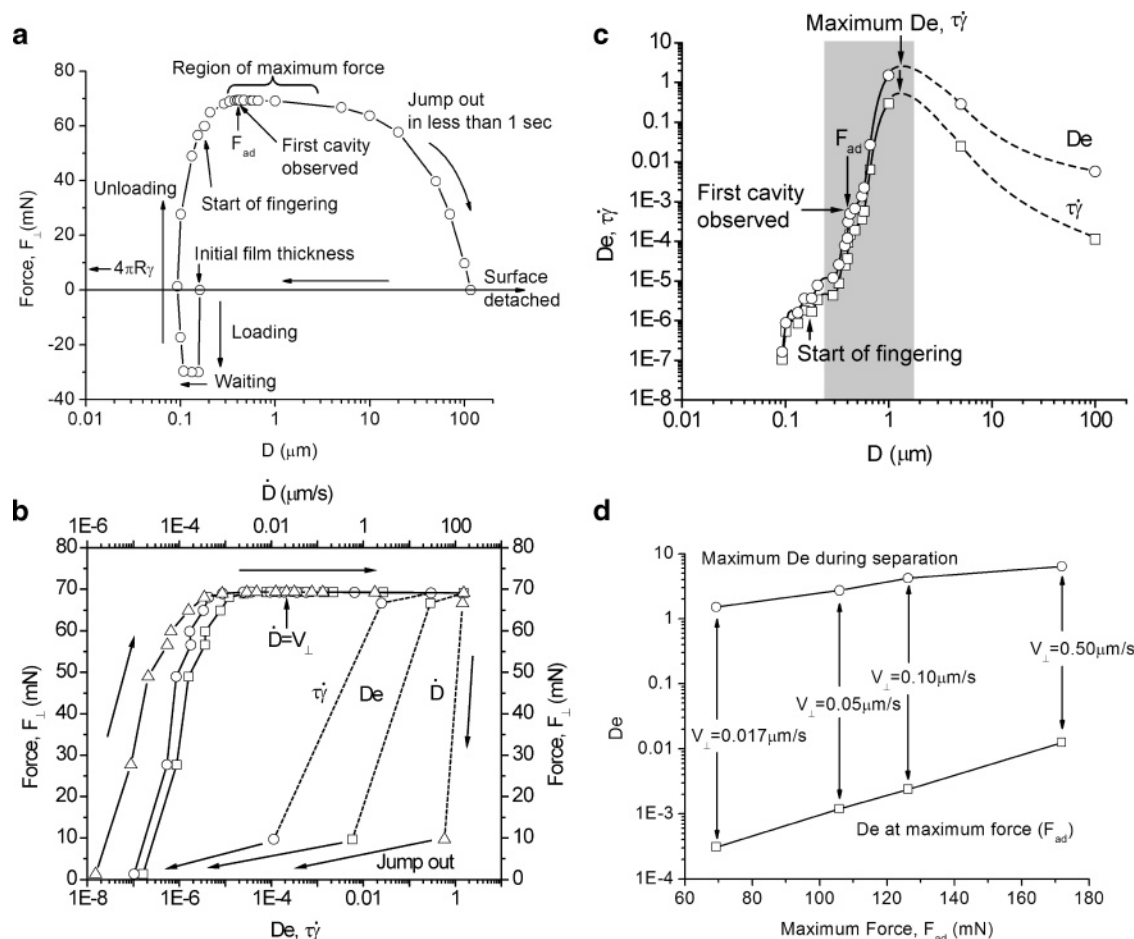 a
80
60
40
20
0
-20
-40
Force, F⊥ (mN)
Region of maximum force
Jump out
in less than 1 sec
F_ad
First cavity
observed
Unloading
Start of fingering
4πRγ
Initial film thickness
Surface
detached
Loading
Waiting
0.01
0.1
1
10
100
D (μm)
c
Maximum De, τγ̇
10
1
0.1
0.01
1E-3
1E-4
1E-5
1E-6
1E-7
1E-8
De, τγ̇
F_ad
First cavity
observed
De
τγ̇
Start of fingering
0.01
0.1
1
10
100
D (μm)
b
Ḋ (μm/s)
1E-6
1E-4
0.01
1
100
80
70
60
50
40
30
20
10
0
Force, F⊥ (mN)
Ḋ=V⊥
τγ̇
De
Ḋ
Jump out
80
70
60
50
40
30
20
10
0
Force, F⊥ (mN)
1E-8
1E-6
1E-4
0.01
1
De, τγ̇
d
10
1
0.1
0.01
1E-3
1E-4
De
Maximum De during separation
V⊥=0.017μm/s
V⊥=0.05μm/s
V⊥=0.10μm/s
V⊥=0.50μm/s
De at maximum force (F_ad)
60
80
100
120
140
160
180
Maximum Force, F_ad (mN)